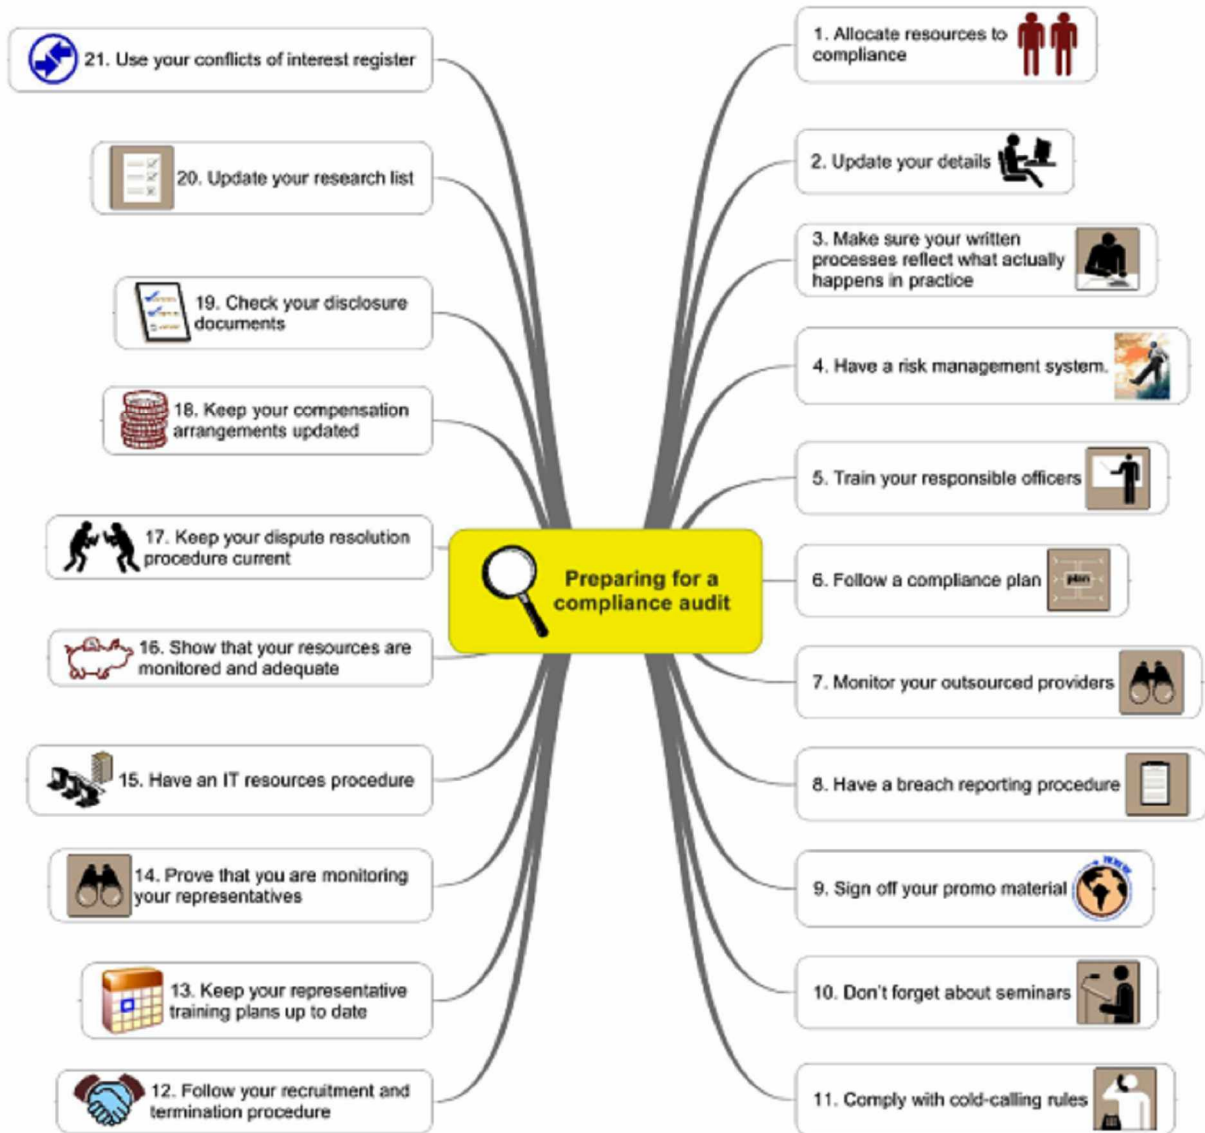 Preparing for a
compliance audit
1. Allocate resources to
compliance
2. Update your details
3. Make sure your written
processes reflect what actually
happens in practice
4. Have a risk management system.
5. Train your responsible officers
6. Follow a compliance plan
plan
7. Monitor your outsourced providers
8. Have a breach reporting procedure
9. Sign off your promo material
10. Don't forget about seminars
11. Comply with cold-calling rules
12. Follow your recruitment and
termination procedure
13. Keep your representative
training plans up to date
14. Prove that you are monitoring
your representatives
15. Have an IT resources procedure
16. Show that your resources are
monitored and adequate
17. Keep your dispute resolution
procedure current
18. Keep your compensation
arrangements updated
19. Check your disclosure
documents
20. Update your research list
21. Use your conflicts of interest register